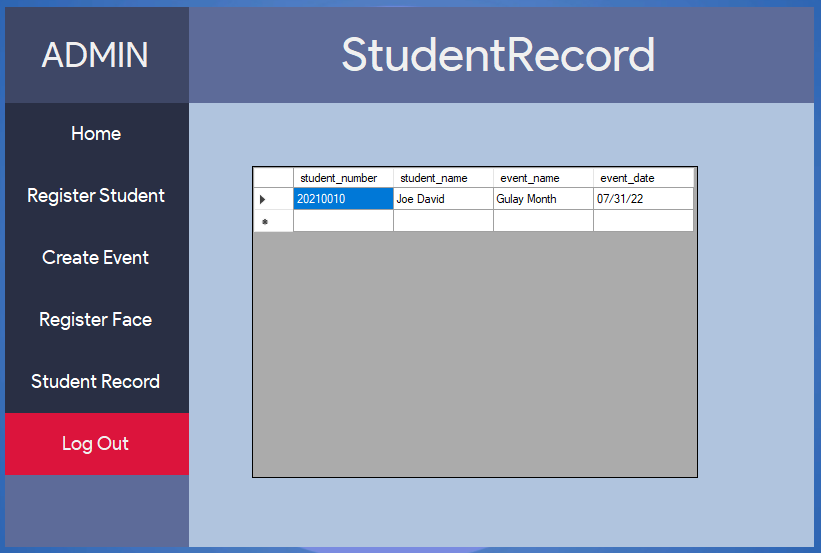 ADMIN
StudentRecord
Home
Register Student
Create Event
Register Face
Student Record
Log Out
student_number student_name event_name event_date
20210010 Joe David Gulay Month 07/31/22